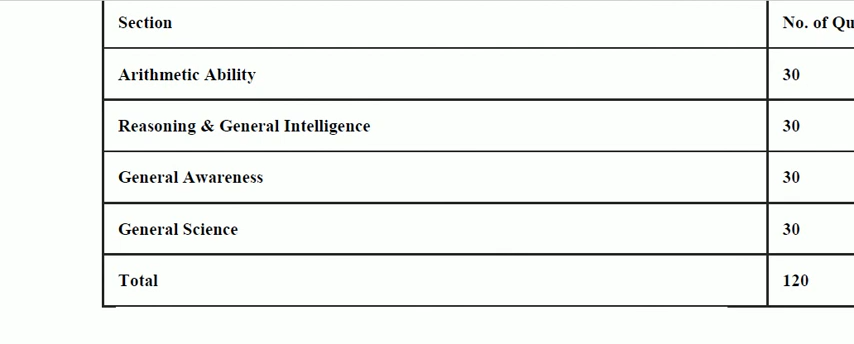 Section No. of Qu
Arithmetic Ability 30
Reasoning & General Intelligence 30
General Awareness 30
General Science 30
Total 120